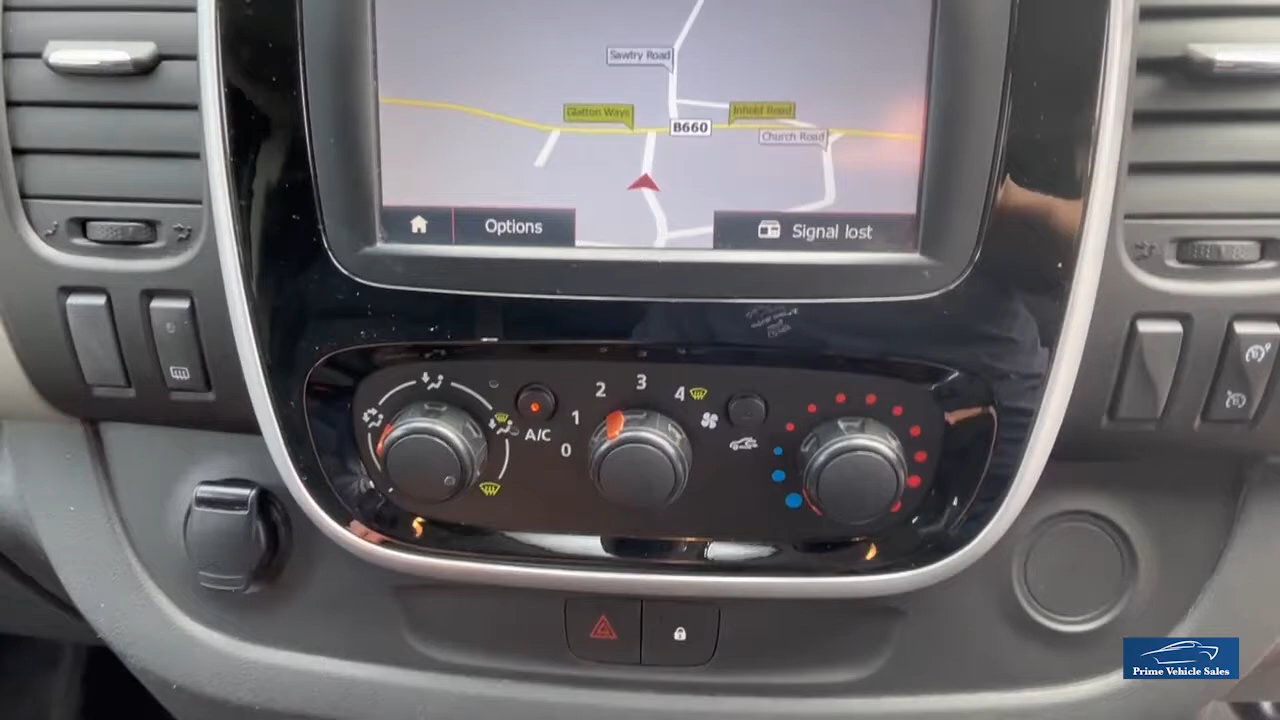 Sawtry Road
Glatton Ways
Infield Road
B660
Church Road
Options
Signal lost
A/C
0
1
2
3
4
Prime Vehicle Sales